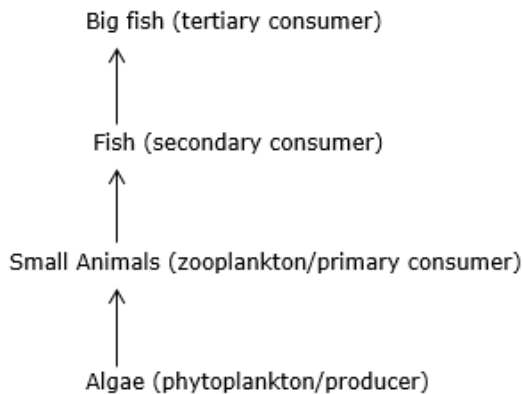 Big fish (tertiary consumer)
Fish (secondary consumer)
Small Animals (zooplankton/primary consumer)
Algae (phytoplankton/producer)